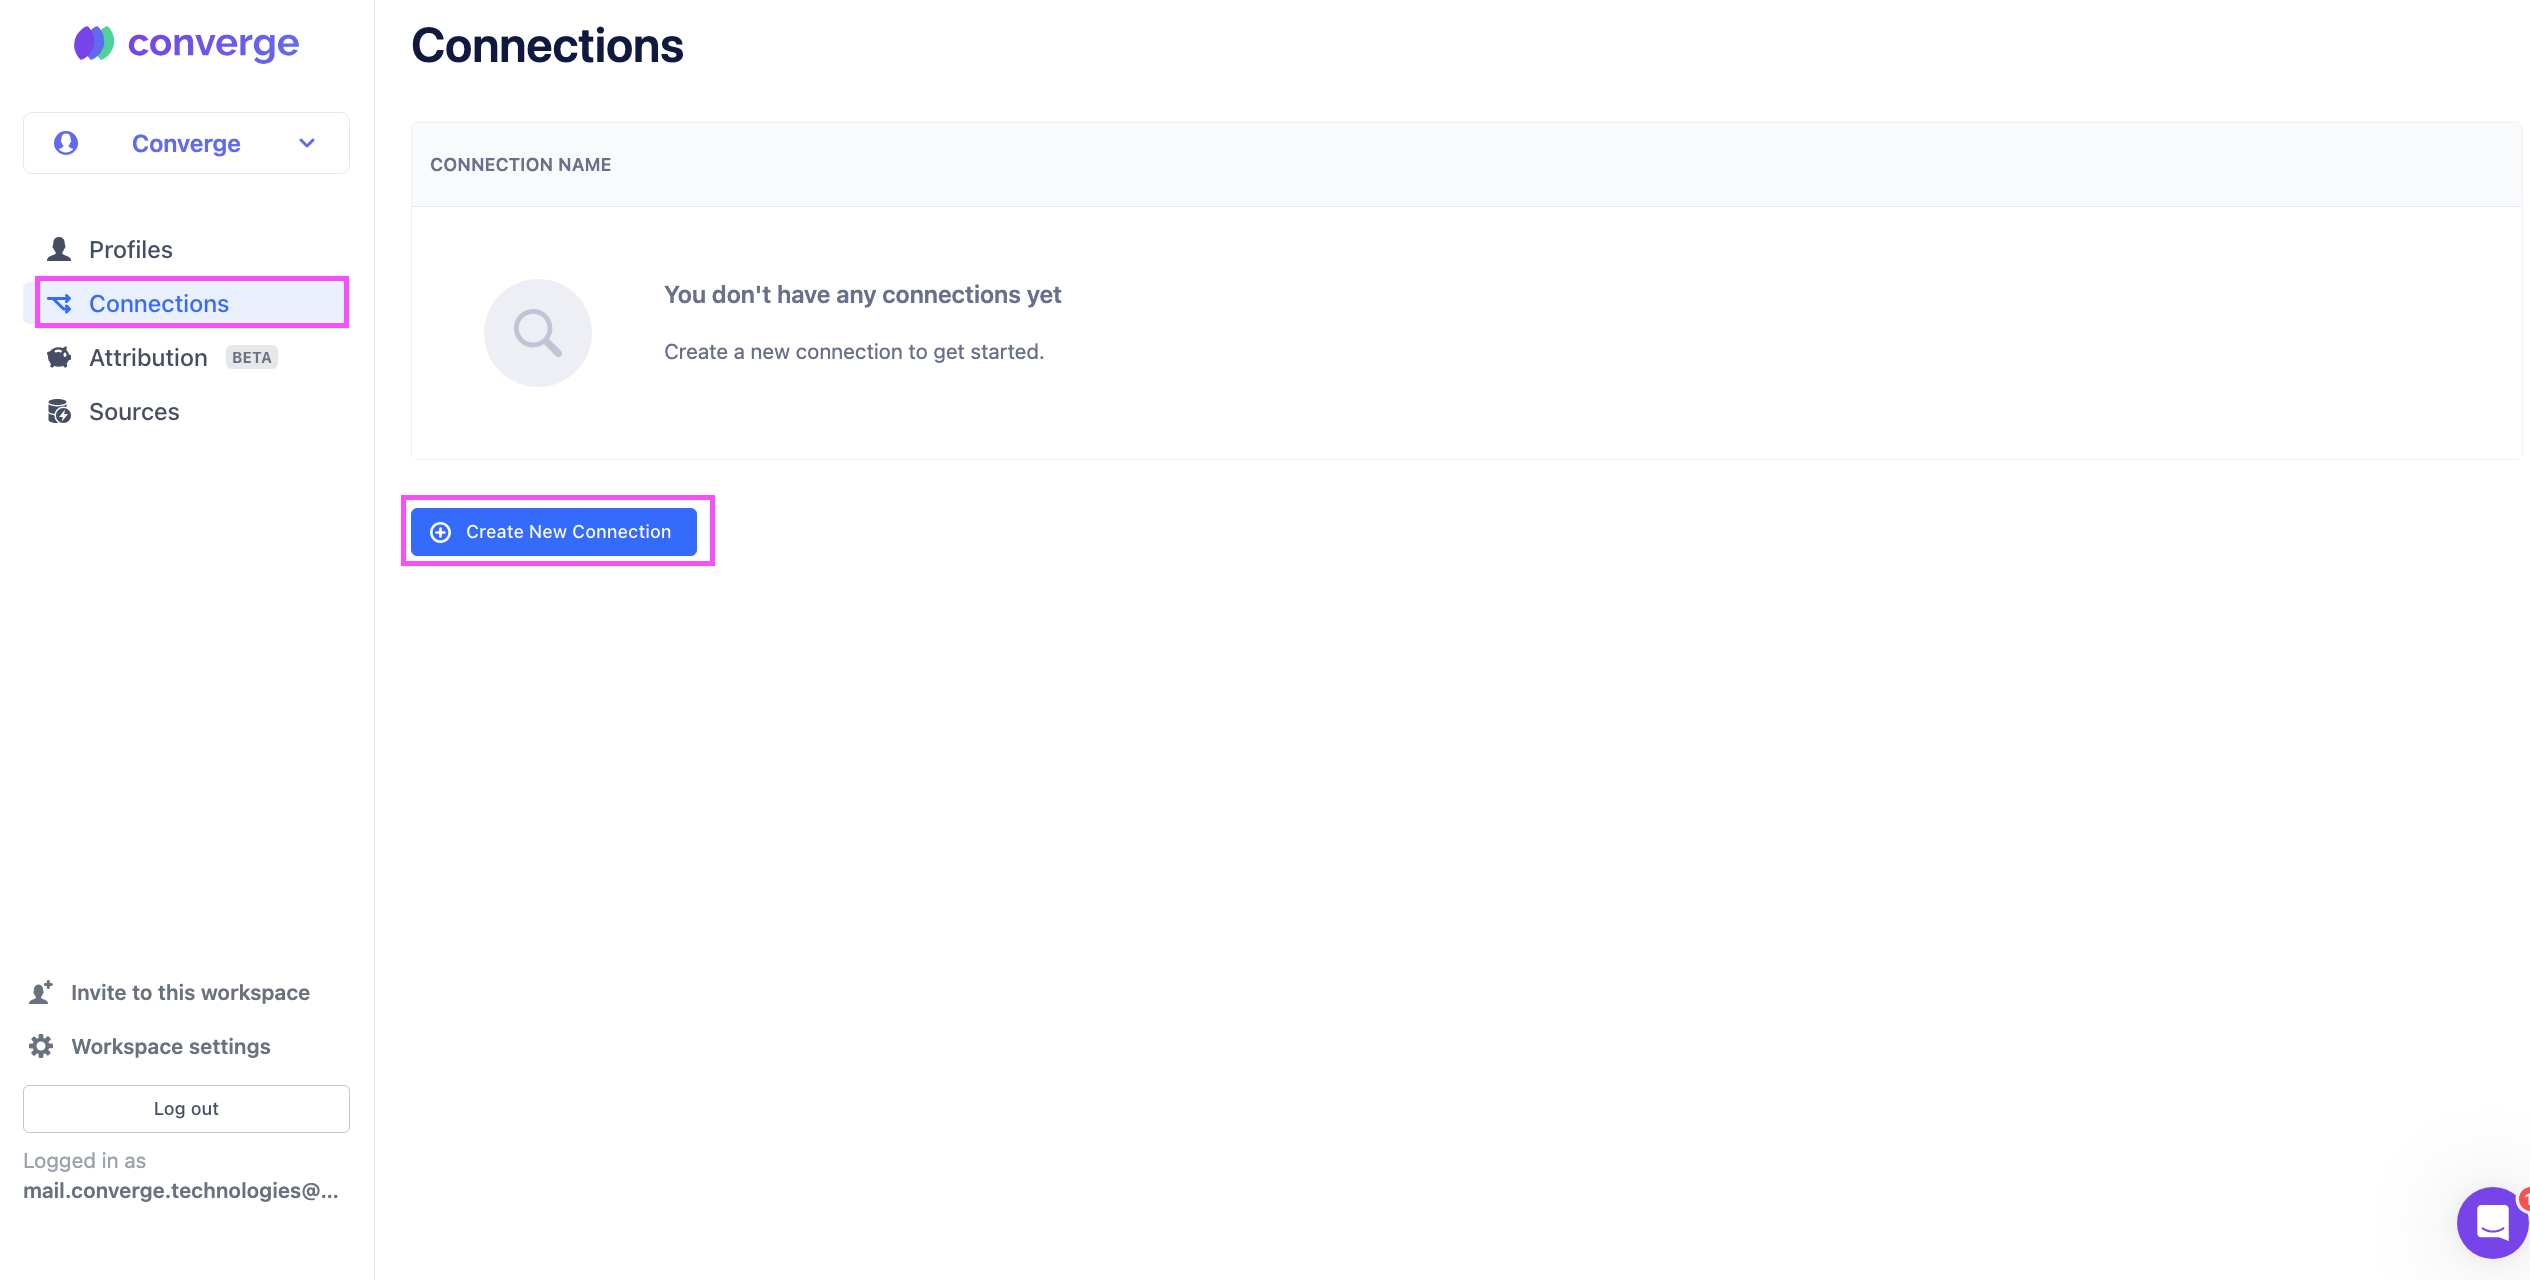 converge
Converge
Profiles
Connections
Attribution BETA
Sources
Invite to this workspace
Workspace settings
Log out
Logged in as
mail.converge.technologies@...
Connections
CONNECTION NAME
You don't have any connections yet
Create a new connection to get started.
Create New Connection